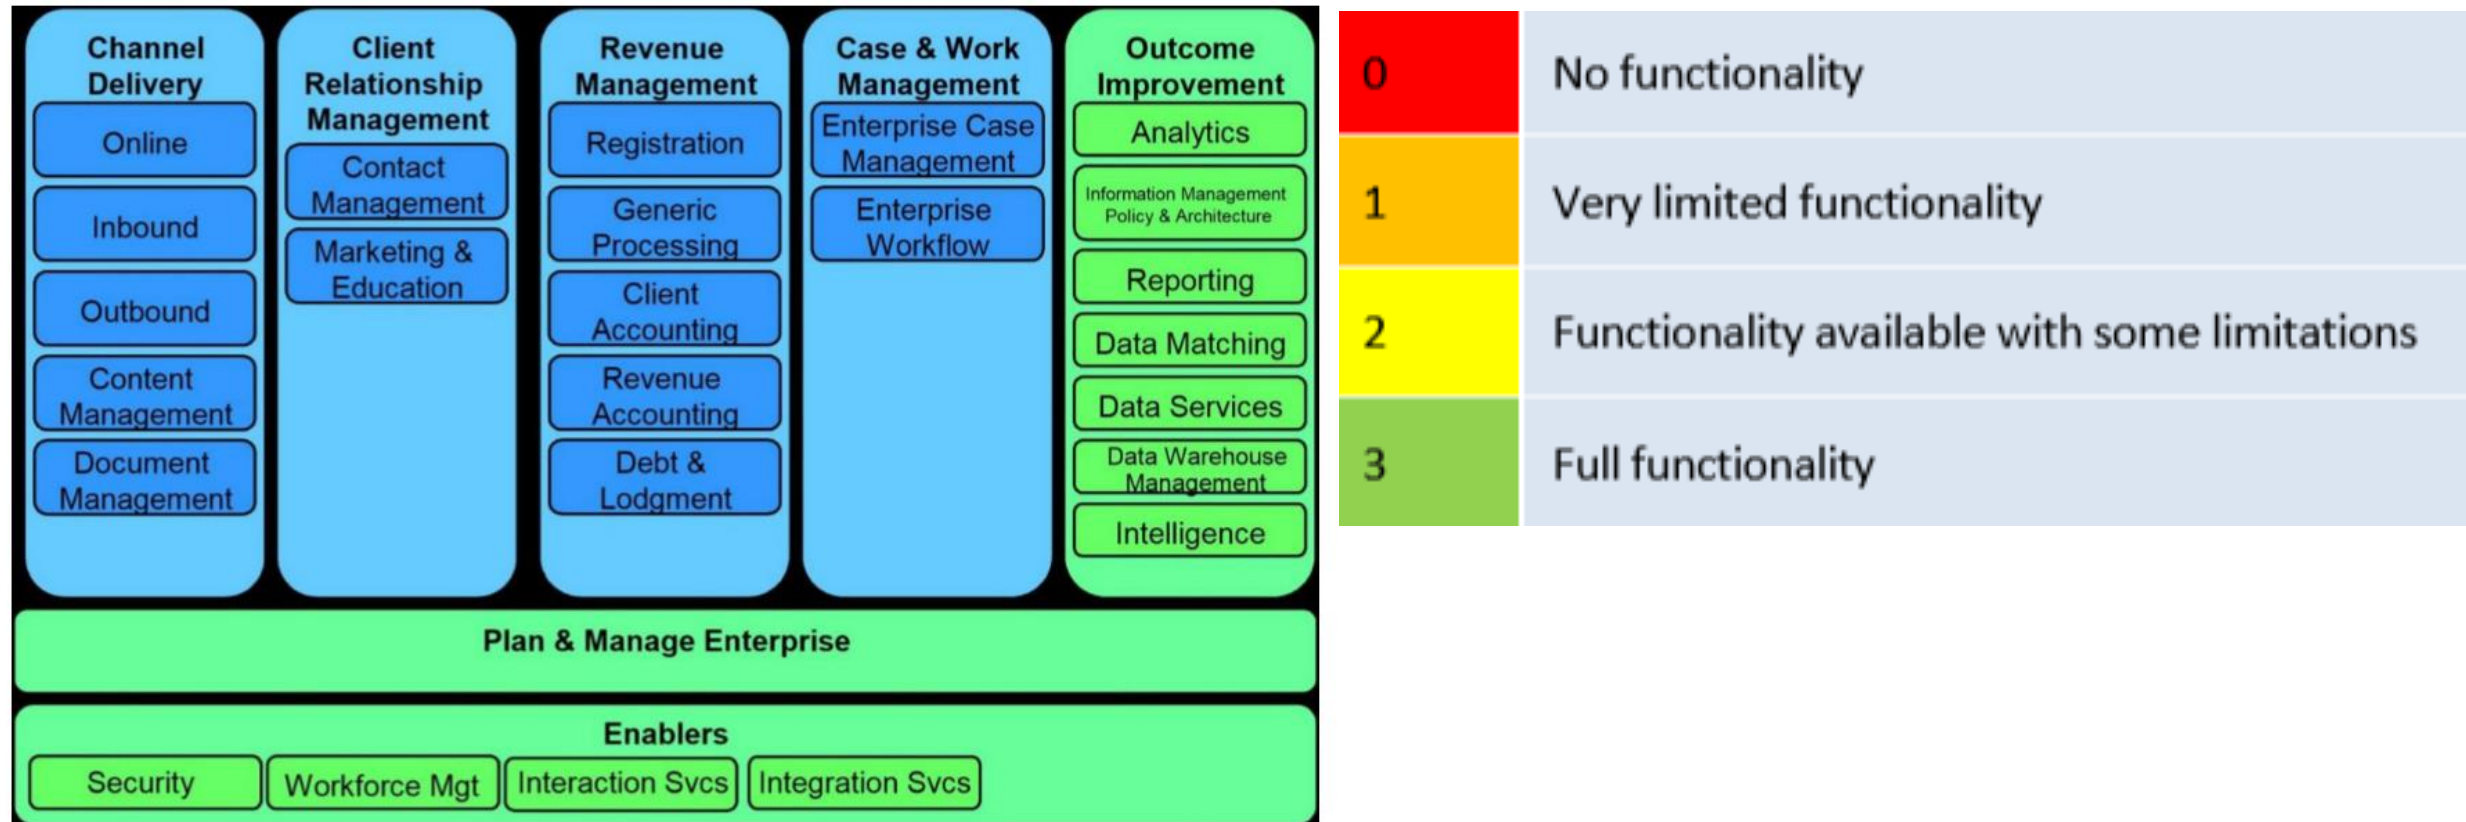 Channel
Delivery
Online
Inbound
Outbound
Content
Management
Document
Management
Client
Relationship
Management
Contact
Management
Marketing &
Education
Revenue
Management
Registration
Generic
Processing
Client
Accounting
Revenue
Accounting
Debt &
Lodgment
Case & Work
Management
Enterprise Case
Management
Enterprise
Workflow
Outcome
Improvement
Analytics
Information Management
Policy & Architecture
Reporting
Data Matching
Data Services
Data Warehouse
Management
Intelligence
Plan & Manage Enterprise
Enablers
Security
Workforce Mgt
Interaction Svcs
Integration Svcs
0 No functionality
1 Very limited functionality
2 Functionality available with some limitations
3 Full functionality